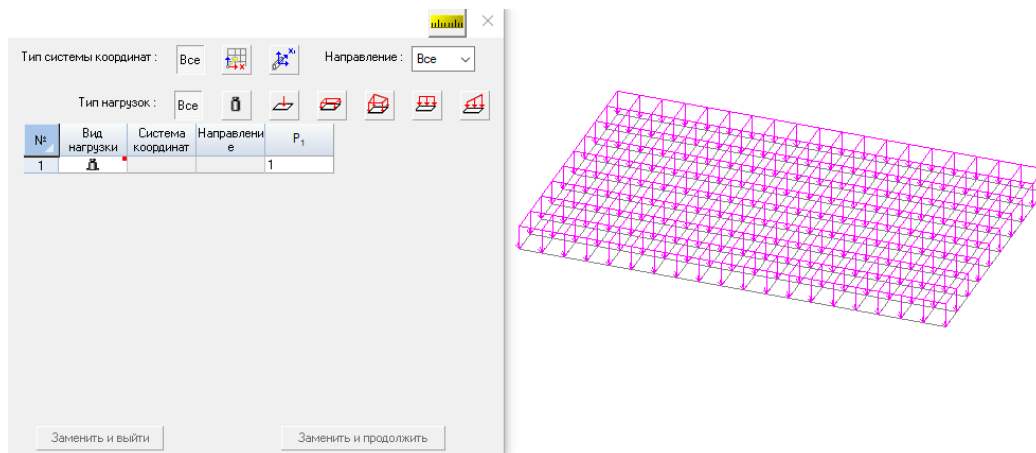 Тип системы координат : Все Направление : Все
Тип нагрузок : Все
№ Вид нагрузки Система координат Направлени е P1
1 1
Заменить и выйти Заменить и продолжить